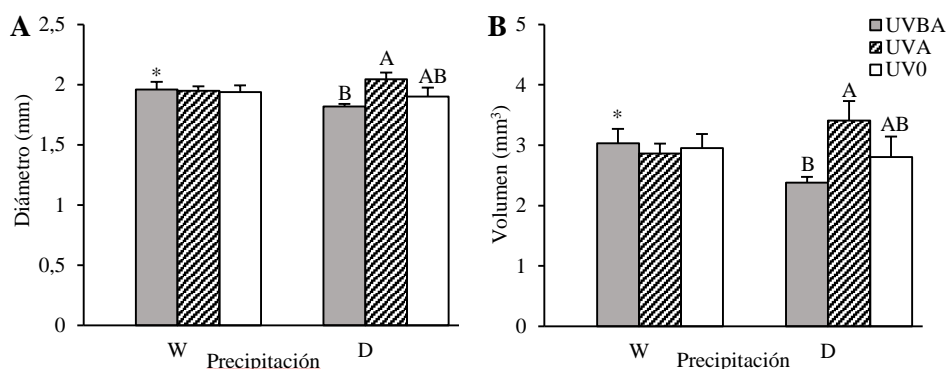 A
Diámetro (mm)
2,5
2
1,5
1
0,5
0
*
B
A
AB
W
D
Precipitación
B
Volumen (mm³)
5
4
3
2
1
0
*
B
A
AB
W
D
Precipitación
UVBA
UVA
UV0